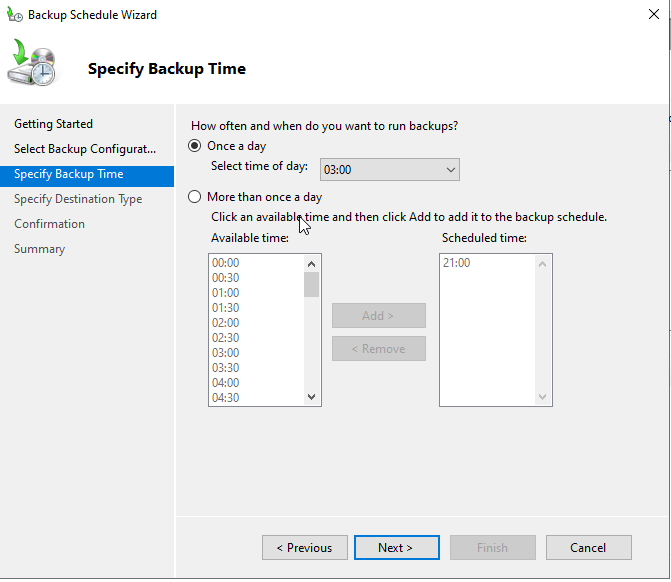 Backup Schedule Wizard
Specify Backup Time
Getting Started
Select Backup Configurat...
Specify Backup Time
Specify Destination Type
Confirmation
Summary
How often and when do you want to run backups?
Once a day
Select time of day: 03:00
More than once a day
Click an available time and then click Add to add it to the backup schedule.
Available time: Scheduled time:
00:00 21:00
00:30
01:00
01:30
02:00
02:30
03:00
03:30
04:00
04:30
Add >
< Remove
< Previous Next > Finish Cancel